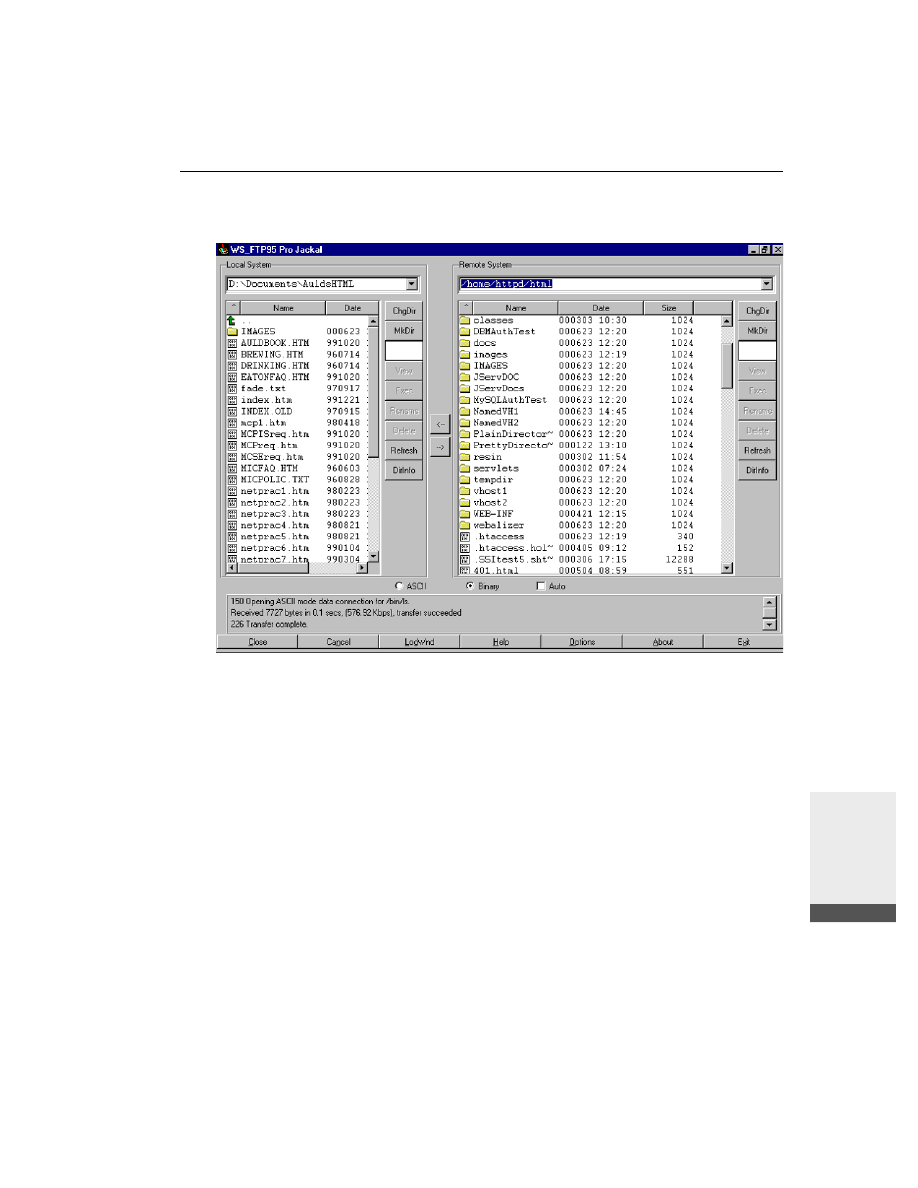 WS_FTP95 Pro Jackal
Local System
D:\Documents\AuldsHTML
^ Name Date
..
IMAGES 000623
AULDBOOK.HTM 991020
BREWING.HTM 960714
DRINKING.HTM 960714
EATONFAQ.HTM 991020
fade.txt 970917
index.htm 991221
INDEX.OLD 970915
mcp1.htm 980418
MCPISreq.htm 991020
MCPreq.htm 991020
MCSEreq.htm 991020
MICFAQ.HTM 960603
MICPOLIC.TXT 960828
netprac1.htm 980223
netprac2.htm 980223
netprac3.htm 980223
netprac4.htm 980821
netprac5.htm 980821
netprac6.htm 990104
netprac7.htm 990304
ChgDir
MkDir
View
Exec
Rename
Delete
Refresh
DirInfo
<-
->
Remote System
/home/httpd/html
^ Name Date Size
classes 000303 10:30 1024
DBMAuthTest 000623 12:20 1024
docs 000623 12:20 1024
images 000623 12:19 1024
IMAGES 000623 12:20 1024
JServDOC 000623 12:20 1024
JServDocs 000623 12:20 1024
MySQLAuthTest 000623 12:20 1024
NamedVH1 000623 14:45 1024
NamedVH2 000623 12:20 1024
PlainDirector~ 000623 12:20 1024
PrettyDirecto~ 000122 13:10 1024
resin 000302 11:54 1024
servlets 000302 07:24 1024
tempdir 000623 12:20 1024
vhost1 000623 12:20 1024
vhost2 000623 12:20 1024
WEB-INF 000421 12:15 1024
webalizer 000623 12:20 1024
.htaccess 000623 12:19 340
.htaccess.hol~ 000405 09:12 152
.SSItest5.sht~ 000306 17:15 12288
401.html 000504 08:59 551
ChgDir
MkDir
View
Exec
Rename
Delete
Refresh
DirInfo
ASCII Binary Auto
150 Opening ASCII mode data connection for /bin/ls.
Received 7727 bytes in 0.1 secs, (576.92 Kbps), transfer succeeded
226 Transfer complete.
Close Cancel LogWnd Help Options About Exit